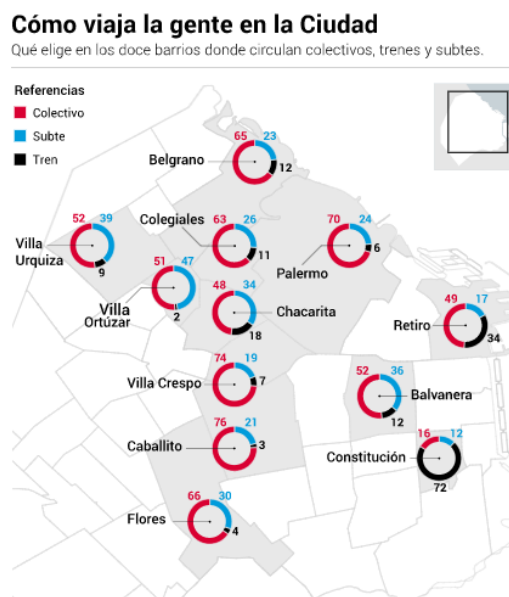 Cómo viaja la gente en la Ciudad
Qué elige en los doce barrios donde circulan colectivos, trenes y subtes.
Referencias
Colectivo
Subte
Tren
65 23
Belgrano
12
52 39
Villa
Urquiza
9
Colegiales
63 26
11
70 24
Palermo
6
51 47
Villa
Ortúzar
2
48 34
Chacarita
18
49 17
Retiro
34
74 19
Villa Crespo
7
52 36
Balvanera
12
76 21
Caballito
3
16 12
Constitución
72
66 30
Flores
4